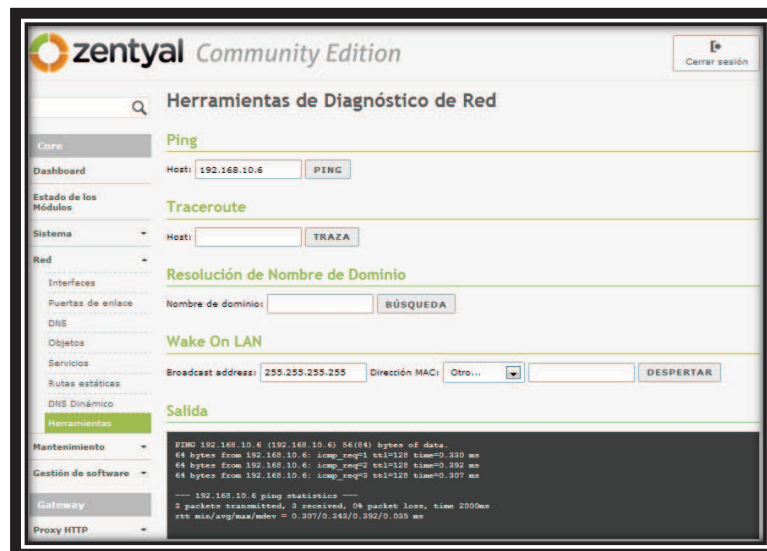 zentyal Community Edition
Cerrar sesión
Herramientas de Diagnóstico de Red
Core
Dashboard
Estado de los
Módulos
Sistema
Red
Interfaces
Puertas de enlace
DNS
Objetos
Servicios
Rutas estáticas
DNS Dinámico
Herramientas
Mantenimiento
Gestión de software
Gateway
Proxy HTTP
Ping
Host: 192.168.10.6 PING
Traceroute
Host: TRAZA
Resolución de Nombre de Dominio
Nombre de dominio: BÚSQUEDA
Wake On LAN
Broadcast address: 255.255.255.255 Dirección MAC: Otro... DESPERTAR
Salida
PING 192.168.10.6 (192.168.10.6) 56(84) bytes of data.
64 bytes from 192.168.10.6: icmp_req=1 ttl=128 time=0.330 ms
64 bytes from 192.168.10.6: icmp_req=2 ttl=128 time=0.392 ms
64 bytes from 192.168.10.6: icmp_req=3 ttl=128 time=0.307 ms
--- 192.168.10.6 ping statistics ---
3 packets transmitted, 3 received, 0% packet loss, time 2000ms
rtt min/avg/max/mdev = 0.307/0.343/0.392/0.035 ms